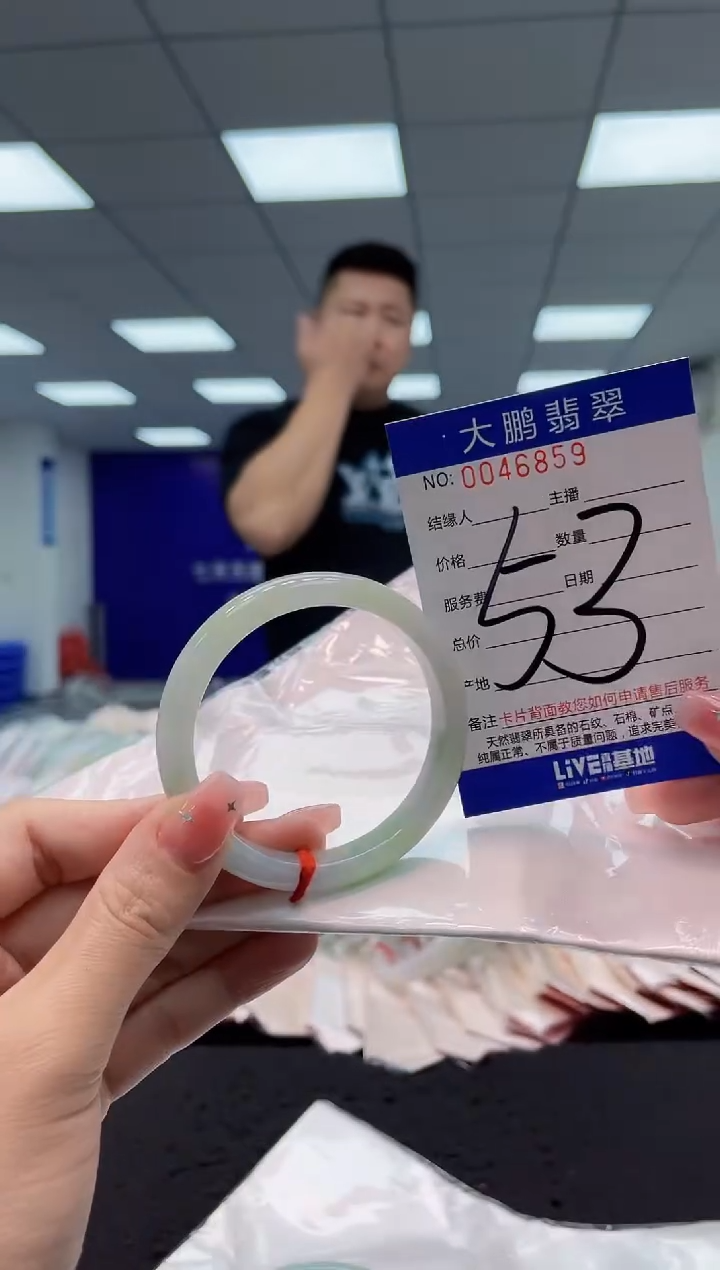 大鹏翡翠
NO: 0046859
结缘人 主播
价格 数量
服务费 日期
总价
产地
53
备注 卡片背面教您如何申请售后服务
天然翡翠所具备的石纹、石棉、矿点
纯属正常、不属于质量问题，追求完美
LiVE 基地